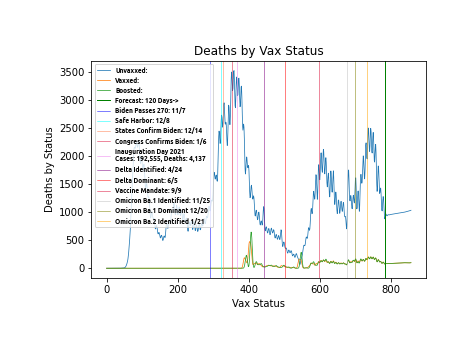 Deaths by Vax Status
Deaths by Status
3500
3000
2500
2000
1500
1000
500
0
Unvaxxed:
Vaxxed:
Boosted:
Forecast: 120 Days->
Biden Passes 270: 11/7
Safe Harbor: 12/8
States Confirm Biden: 12/14
Congress Confirms Biden: 1/6
Inauguration Day 2021
Cases: 192,555, Deaths: 4,137
Delta Identified: 4/24
Delta Dominant: 6/5
Vaccine Mandate: 9/9
Omicron Ba.1 Identified: 11/25
Omicron Ba.1 Dominant 12/20
Omicron Ba.2 Identified 1/21
0 200 400 600 800
Vax Status